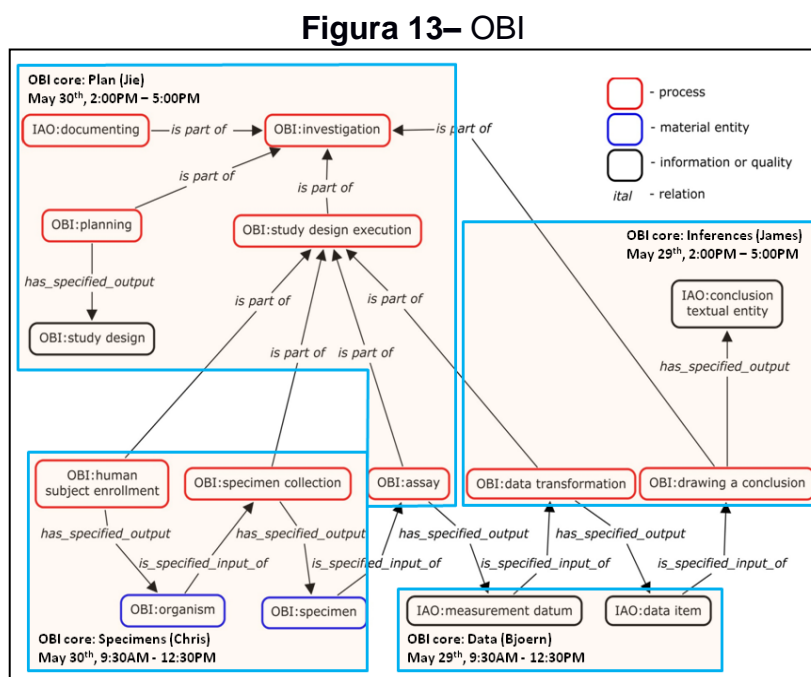 Figura 13– OBI
OBI core: Plan (Jie)
May 30th, 2:00PM – 5:00PM
IAO:documenting
is part of
OBI:investigation
is part of
- process
- material entity
- information or quality
ital - relation
is part of
is part of
OBI:planning
OBI:study design execution
has_specified_output
OBI:study design
OBI core: Inferences (James)
May 29th, 2:00PM – 5:00PM
IAO:conclusion
textual entity
has_specified_output
is part of
is part of
is part of
is part of
OBI:human
subject enrollment
OBI:specimen collection
OBI:assay
OBI:data transformation
OBI:drawing a conclusion
has_specified_output
has_specified_output
has_specified_output
has_specified_output
is_specified_input_of
is_specified_input_of
is_specified_input_of
is_specified_input_of
OBI:organism
OBI:specimen
IAO:measurement datum
IAO:data item
OBI core: Specimens (Chris)
May 30th, 9:30AM - 12:30PM
OBI core: Data (Bjoern)
May 29th, 9:30AM - 12:30PM